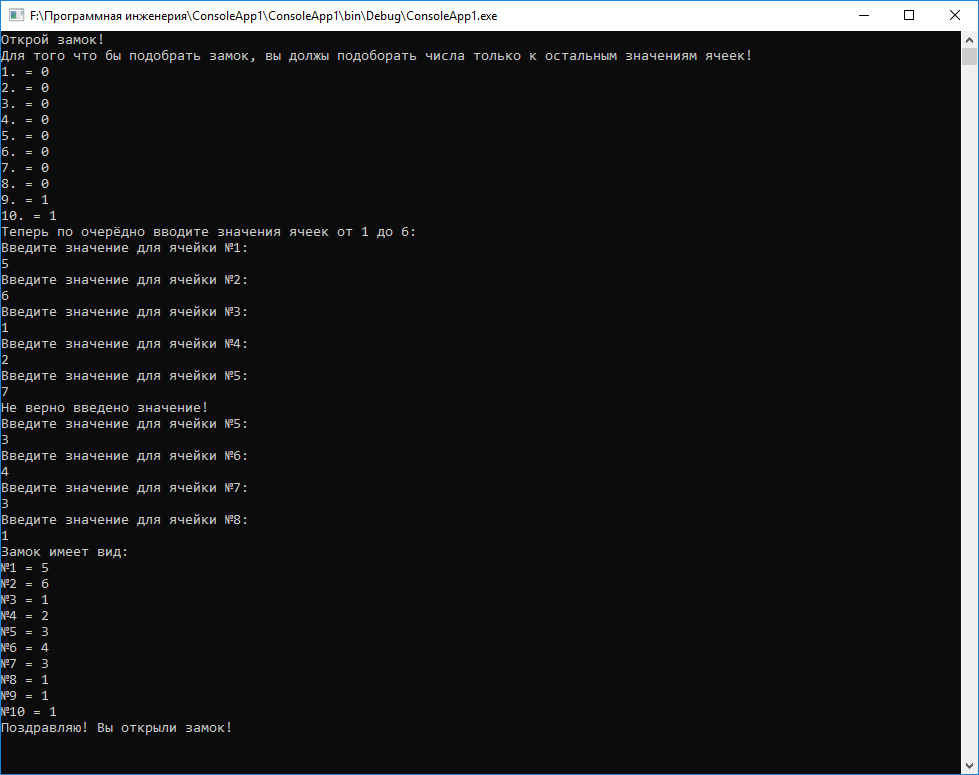 F:\Программная инженерия\ConsoleApp1\ConsoleApp1\bin\Debug\ConsoleApp1.exe
Открой замок!
Для того что бы подобрать замок, вы должы подоборать числа только к остальным значениям ячеек!
1. = 0
2. = 0
3. = 0
4. = 0
5. = 0
6. = 0
7. = 0
8. = 0
9. = 1
10. = 1
Теперь по очерёдно вводите значения ячеек от 1 до 6:
Введите значение для ячейки №1:
5
Введите значение для ячейки №2:
6
Введите значение для ячейки №3:
1
Введите значение для ячейки №4:
2
Введите значение для ячейки №5:
7
Не верно введено значение!
Введите значение для ячейки №5:
3
Введите значение для ячейки №6:
4
Введите значение для ячейки №7:
3
Введите значение для ячейки №8:
1
Замок имеет вид:
№1 = 5
№2 = 6
№3 = 1
№4 = 2
№5 = 3
№6 = 4
№7 = 3
№8 = 1
№9 = 1
№10 = 1
Поздравляю! Вы открыли замок!